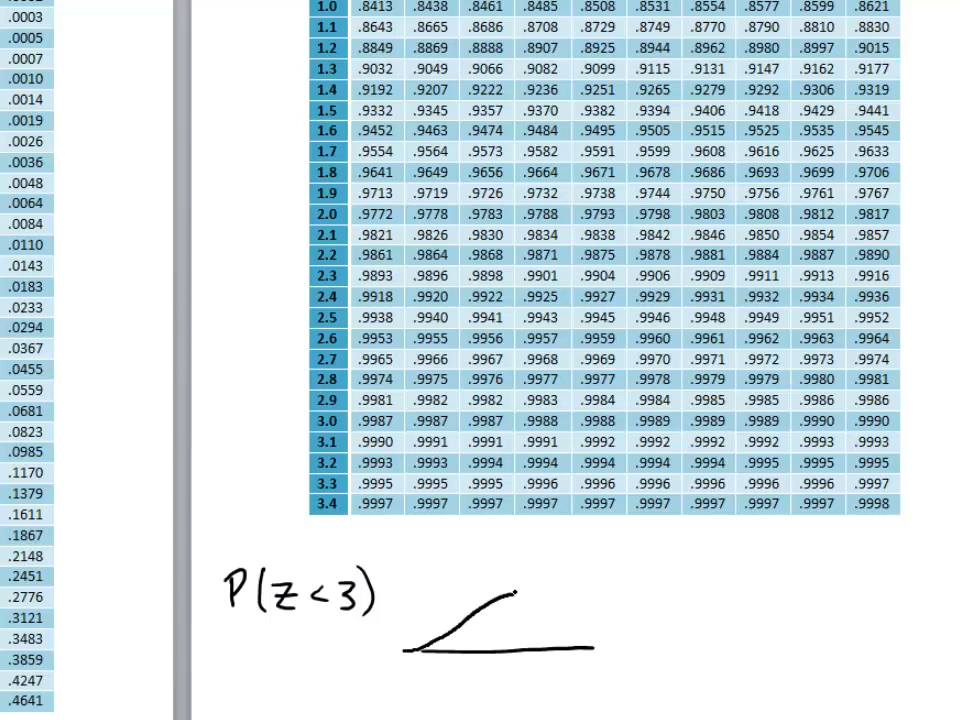 .0003
.0005
.0007
.0010
.0014
.0019
.0026
.0036
.0048
.0064
.0084
.0110
.0143
.0183
.0233
.0294
.0367
.0455
.0559
.0681
.0823
.0985
.1170
.1379
.1611
.1867
.2148
.2451
.2776
.3121
.3483
.3859
.4247
.4641
1.0 .8413 .8438 .8461 .8485 .8508 .8531 .8554 .8577 .8599 .8621
1.1 .8643 .8665 .8686 .8708 .8729 .8749 .8770 .8790 .8810 .8830
1.2 .8849 .8869 .8888 .8907 .8925 .8944 .8962 .8980 .8997 .9015
1.3 .9032 .9049 .9066 .9082 .9099 .9115 .9131 .9147 .9162 .9177
1.4 .9192 .9207 .9222 .9236 .9251 .9265 .9279 .9292 .9306 .9319
1.5 .9332 .9345 .9357 .9370 .9382 .9394 .9406 .9418 .9429 .9441
1.6 .9452 .9463 .9474 .9484 .9495 .9505 .9515 .9525 .9535 .9545
1.7 .9554 .9564 .9573 .9582 .9591 .9599 .9608 .9616 .9625 .9633
1.8 .9641 .9649 .9656 .9664 .9671 .9678 .9686 .9693 .9699 .9706
1.9 .9713 .9719 .9726 .9732 .9738 .9744 .9750 .9756 .9761 .9767
2.0 .9772 .9778 .9783 .9788 .9793 .9798 .9803 .9808 .9812 .9817
2.1 .9821 .9826 .9830 .9834 .9838 .9842 .9846 .9850 .9854 .9857
2.2 .9861 .9864 .9868 .9871 .9875 .9878 .9881 .9884 .9887 .9890
2.3 .9893 .9896 .9898 .9901 .9904 .9906 .9909 .9911 .9913 .9916
2.4 .9918 .9920 .9922 .9925 .9927 .9929 .9931 .9932 .9934 .9936
2.5 .9938 .9940 .9941 .9943 .9945 .9946 .9948 .9949 .9951 .9952
2.6 .9953 .9955 .9956 .9957 .9959 .9960 .9961 .9962 .9963 .9964
2.7 .9965 .9966 .9967 .9968 .9969 .9970 .9971 .9972 .9973 .9974
2.8 .9974 .9975 .9976 .9977 .9977 .9978 .9979 .9979 .9980 .9981
2.9 .9981 .9982 .9982 .9983 .9984 .9984 .9985 .9985 .9986 .9986
3.0 .9987 .9987 .9987 .9988 .9988 .9989 .9989 .9989 .9990 .9990
3.1 .9990 .9991 .9991 .9991 .9992 .9992 .9992 .9992 .9993 .9993
3.2 .9993 .9993 .9994 .9994 .9994 .9994 .9994 .9995 .9995 .9995
3.3 .9995 .9995 .9995 .9996 .9996 .9996 .9996 .9996 .9996 .9997
3.4 .9997 .9997 .9997 .9997 .9997 .9997 .9997 .9997 .9997 .9998
P(Z < 3)